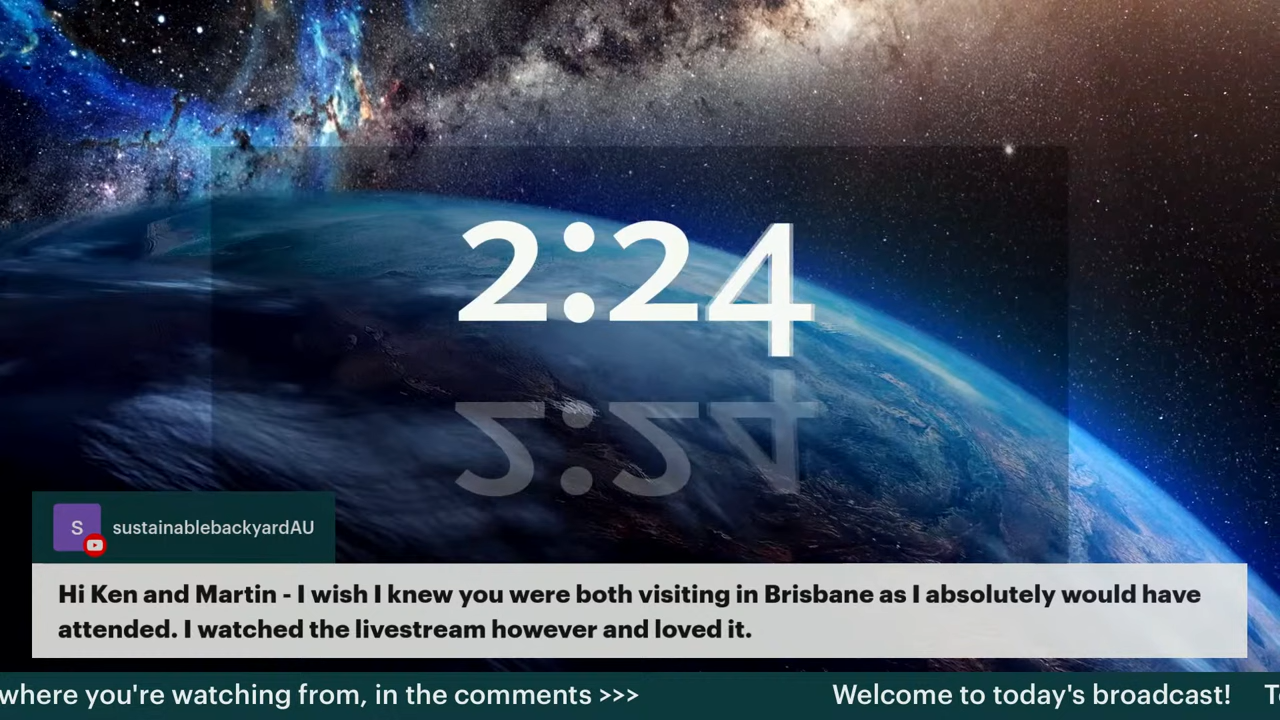 2:24
S
sustainablebackyardAU
Hi Ken and Martin - I wish I knew you were both visiting in Brisbane as I absolutely would have
attended. I watched the livestream however and loved it.
where you're watching from, in the comments >>> Welcome to today's broadcast!